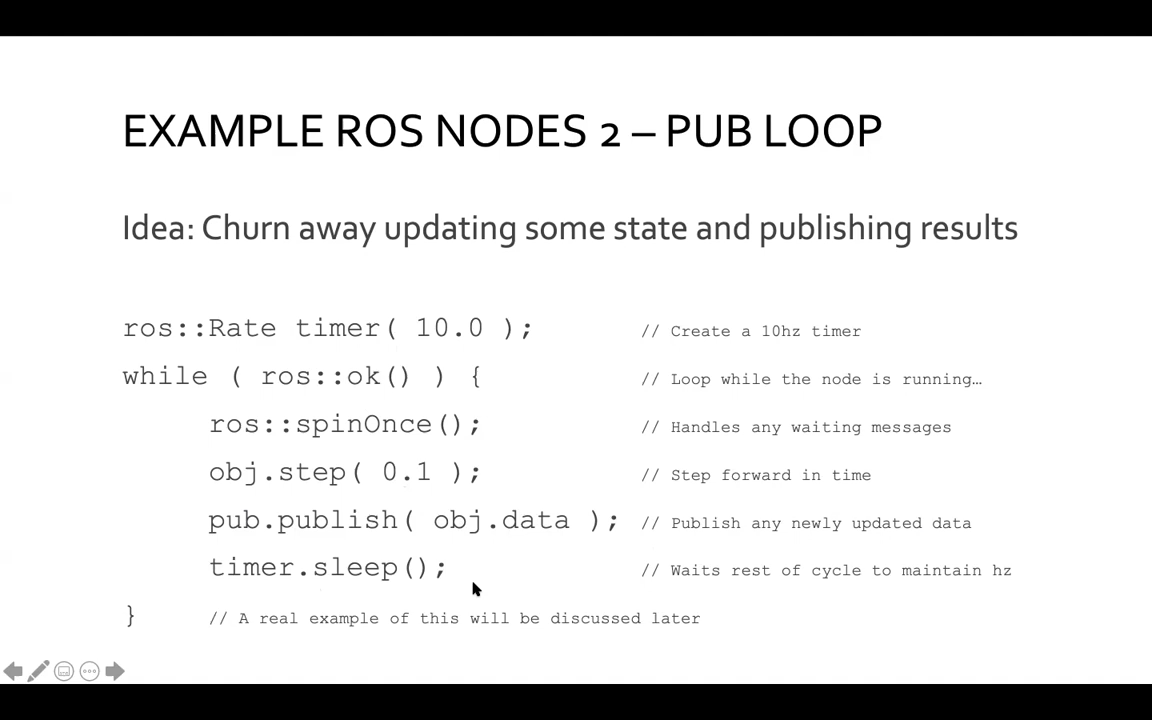 EXAMPLE ROS NODES 2 – PUB LOOP
Idea: Churn away updating some state and publishing results
ros::Rate timer( 10.0 ); // Create a 10hz timer
while ( ros::ok() ) { // Loop while the node is running…
ros::spinOnce(); // Handles any waiting messages
obj.step( 0.1 ); // Step forward in time
pub.publish( obj.data ); // Publish any newly updated data
timer.sleep(); // Waits rest of cycle to maintain hz
} // A real example of this will be discussed later